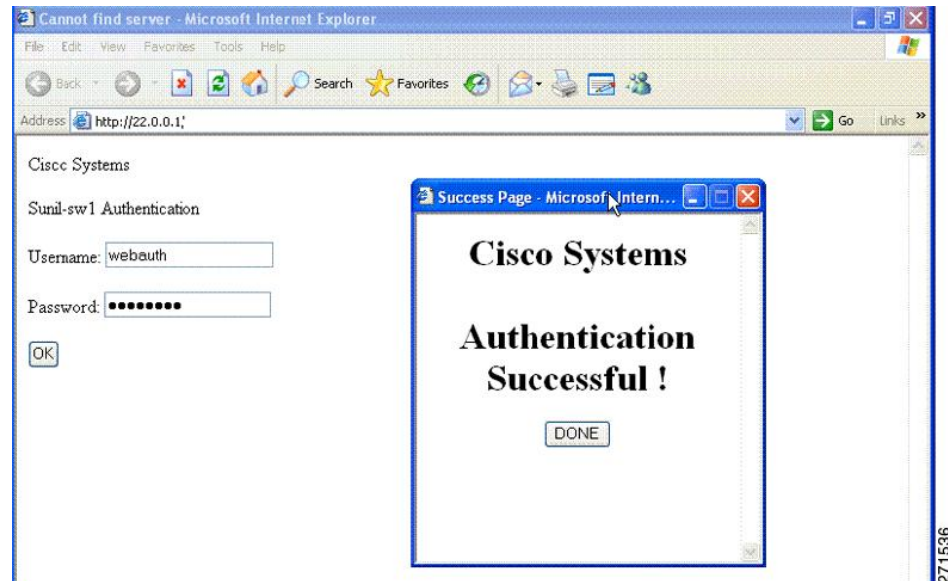 Cannot find server - Microsoft Internet Explorer
File Edit View Favorites Tools Help
Back Search Favorites
Address http://22.0.0.1; Go Links »
Cisco Systems
Sunil-sw1 Authentication
Username: webauth
Password: ●●●●●●●●
OK
Success Page - Microsoft Intern...
Cisco Systems
Authentication
Successful !
DONE
271536